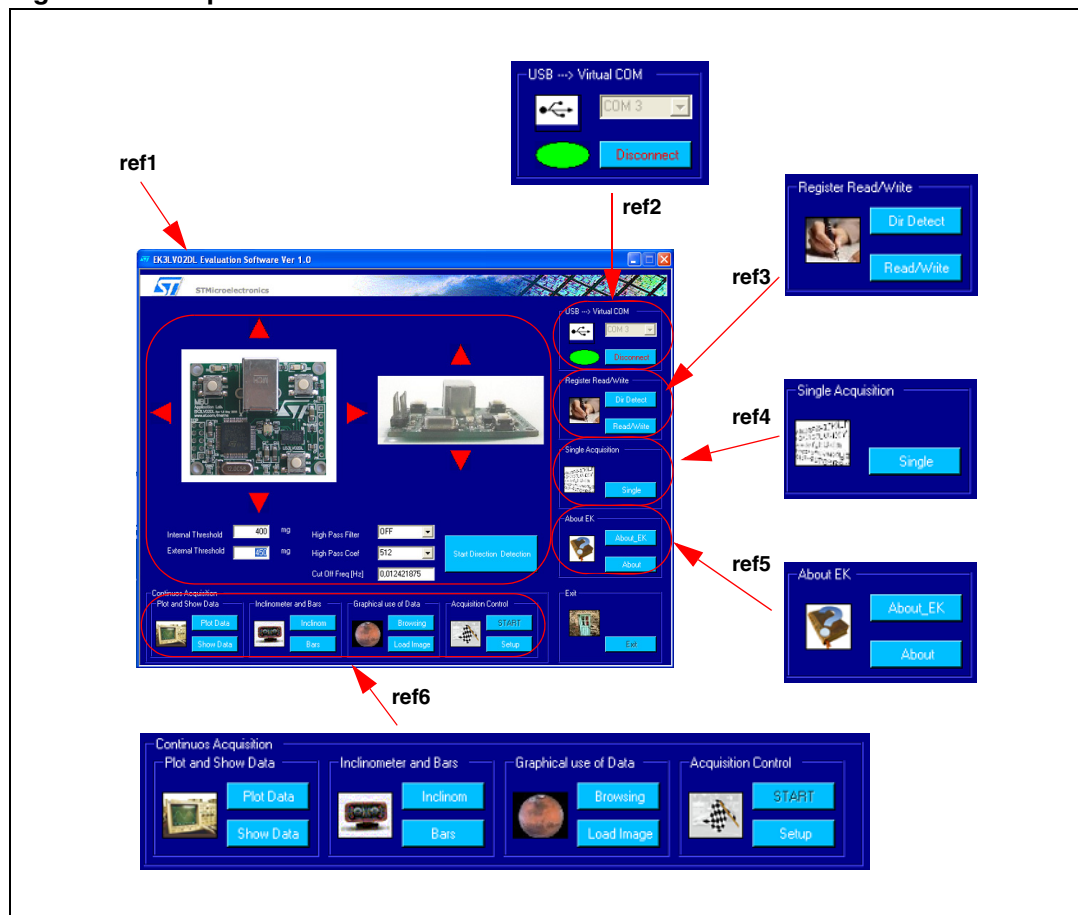 USB ---> Virtual COM
COM 3
Disconnect
ref1
ref2
Register Read/Write
Dir Detect
Read/Write
ref3
EK3LV02DL Evaluation Software Ver 1.0
ST
STMicroelectronics
USB ---> Virtual COM
COM 3
Disconnect
Register Read/Write
Dir Detect
Read/Write
Single Acquisition
Single
About EK
About_EK
About
Exit
Exit
MSU
Internal Threshold 400 mg
External Threshold 450 mg
High Pass Filter OFF
High Pass Coef 512
Cut Off Freq [Hz] 0,012421875
Start Direction Detection
Continuos Acquisition
Plot and Show Data
Plot Data
Show Data
Inclinometer and Bars
Inclinom
Bars
Graphical use of Data
Browsing
Load Image
Acquisition Control
START
Setup
ref4
Single Acquisition
Single
ref5
About EK
About_EK
About
ref6
Continuos Acquisition
Plot and Show Data
Plot Data
Show Data
Inclinometer and Bars
Inclinom
Bars
Graphical use of Data
Browsing
Load Image
Acquisition Control
START
Setup